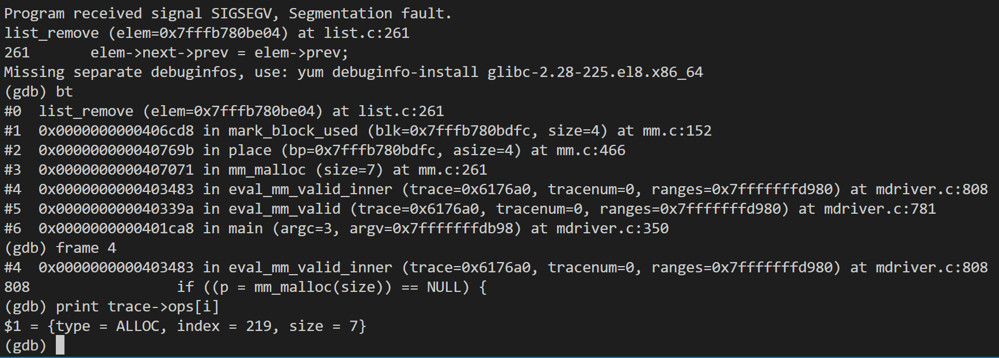 Program received signal SIGSEGV, Segmentation fault.
list_remove (elem=0x7fffb780be04) at list.c:261
261       elem->next->prev = elem->prev;
Missing separate debuginfos, use: yum debuginfo-install glibc-2.28-225.el8.x86_64
(gdb) bt
#0  list_remove (elem=0x7fffb780be04) at list.c:261
#1  0x0000000000406cd8 in mark_block_used (blk=0x7fffb780bdfc, size=4) at mm.c:152
#2  0x000000000040769b in place (bp=0x7fffb780bdfc, asize=4) at mm.c:466
#3  0x0000000000407071 in mm_malloc (size=7) at mm.c:261
#4  0x0000000000403483 in eval_mm_valid_inner (trace=0x6176a0, tracenum=0, ranges=0x7fffffffd980) at mdriver.c:808
#5  0x000000000040339a in eval_mm_valid (trace=0x6176a0, tracenum=0, ranges=0x7fffffffd980) at mdriver.c:781
#6  0x0000000000401ca8 in main (argc=3, argv=0x7fffffffdb98) at mdriver.c:350
(gdb) frame 4
#4  0x0000000000403483 in eval_mm_valid_inner (trace=0x6176a0, tracenum=0, ranges=0x7fffffffd980) at mdriver.c:808
808                 if ((p = mm_malloc(size)) == NULL) {
(gdb) print trace->ops[i]
$1 = {type = ALLOC, index = 219, size = 7}
(gdb)